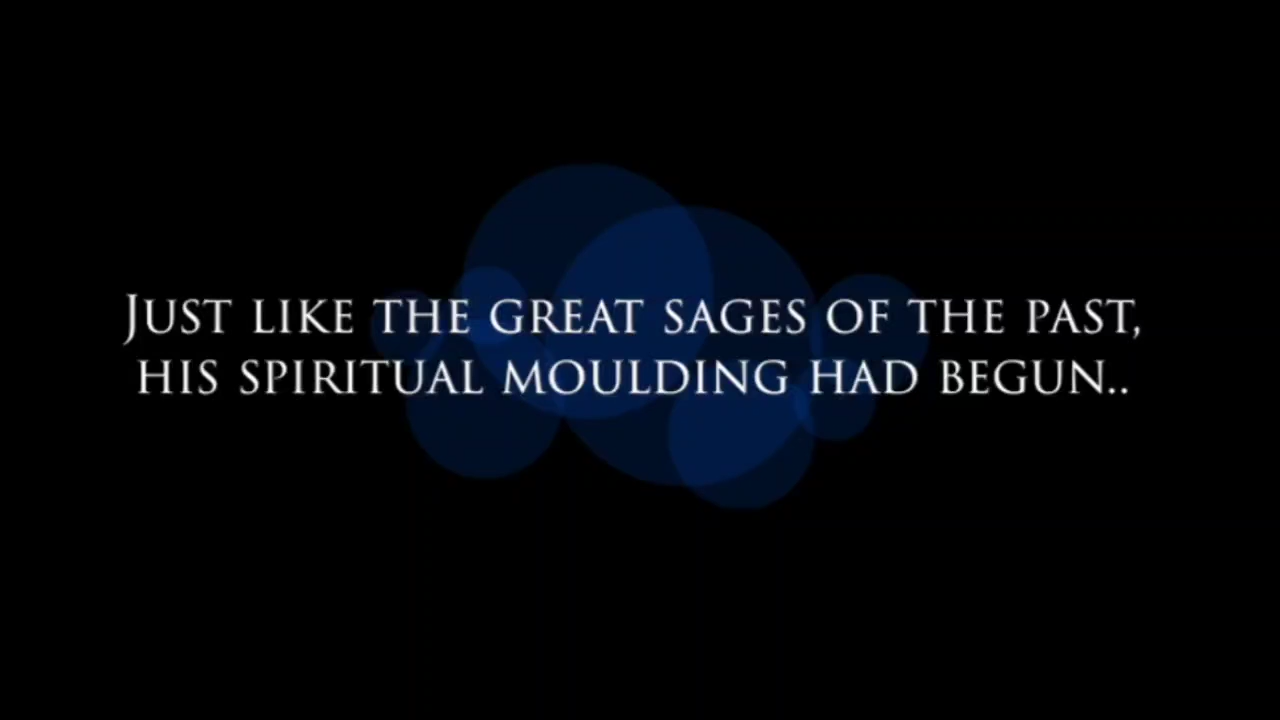 Just like the great sages of the past,
his spiritual moulding had begun..